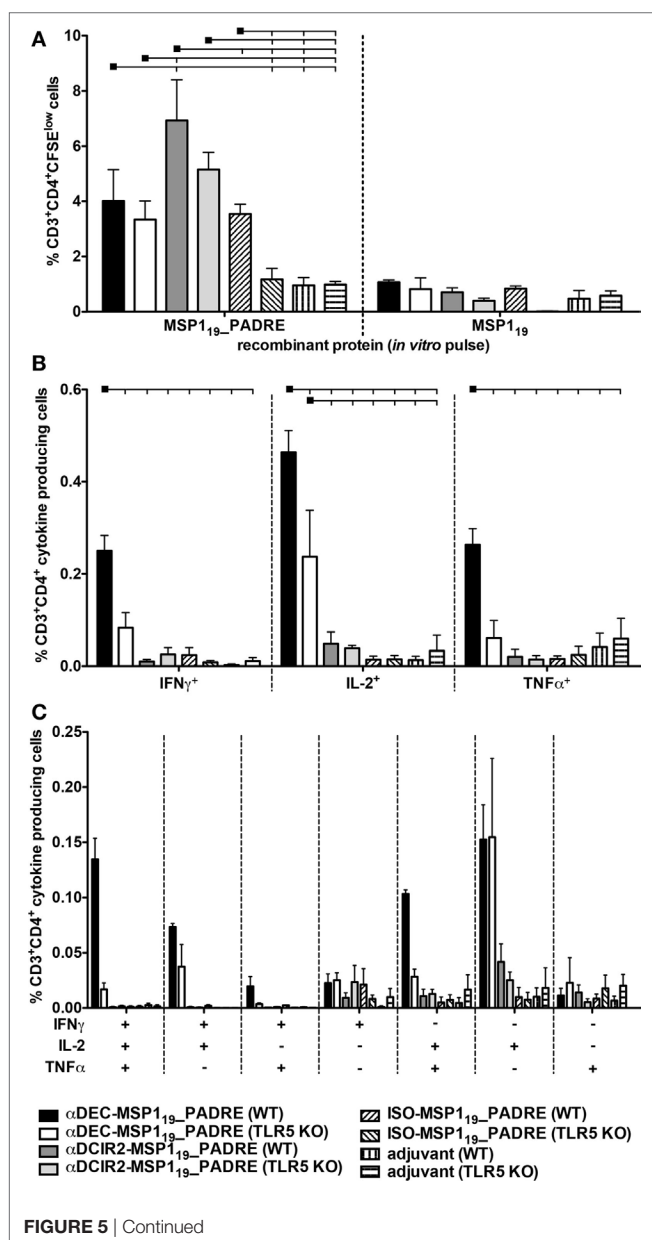 A
10
8
6
4
2
0
% CD3⁺CD4⁺CFSEˡᵒʷ cells
MSP1₁₉_PADRE
MSP1₁₉
recombinant protein (in vitro pulse)
B
0.6
0.4
0.2
0.0
% CD3⁺CD4⁺ cytokine producing cells
IFNγ⁺
IL-2⁺
TNFα⁺
C
0.25
0.20
0.15
0.10
0.05
0.00
% CD3⁺CD4⁺ cytokine producing cells
IFNγ + + + + - - -
IL-2 + + - - + + -
TNFα + - + - + - +
αDEC-MSP1₁₉_PADRE (WT)
αDEC-MSP1₁₉_PADRE (TLR5 KO)
αDCIR2-MSP1₁₉_PADRE (WT)
αDCIR2-MSP1₁₉_PADRE (TLR5 KO)
ISO-MSP1₁₉_PADRE (WT)
ISO-MSP1₁₉_PADRE (TLR5 KO)
adjuvant (WT)
adjuvant (TLR5 KO)
FIGURE 5 | Continued